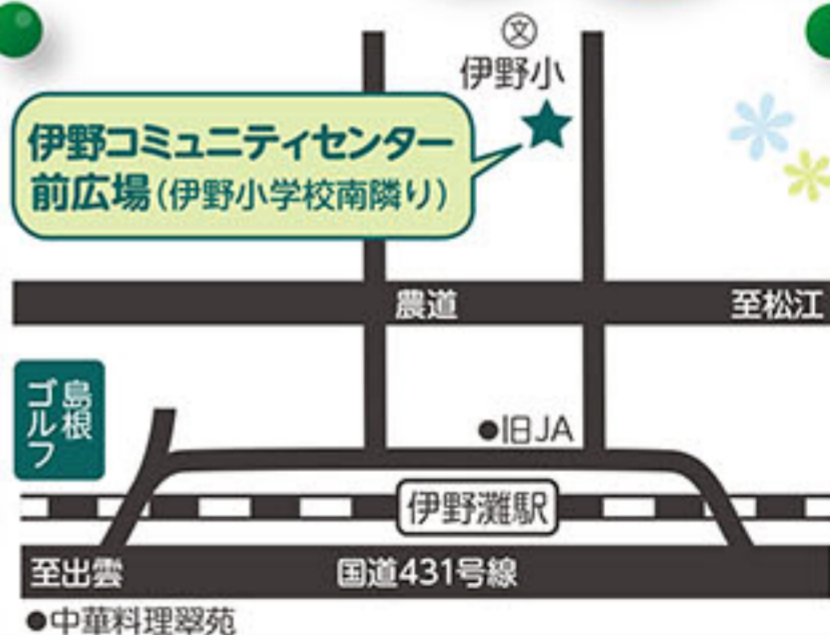 文
伊野小
伊野コミュニティセンター
前広場(伊野小学校南隣り)
農道
至松江
島根
ゴルフ
●旧JA
伊野灘駅
至出雲
国道431号線
●中華料理翠苑